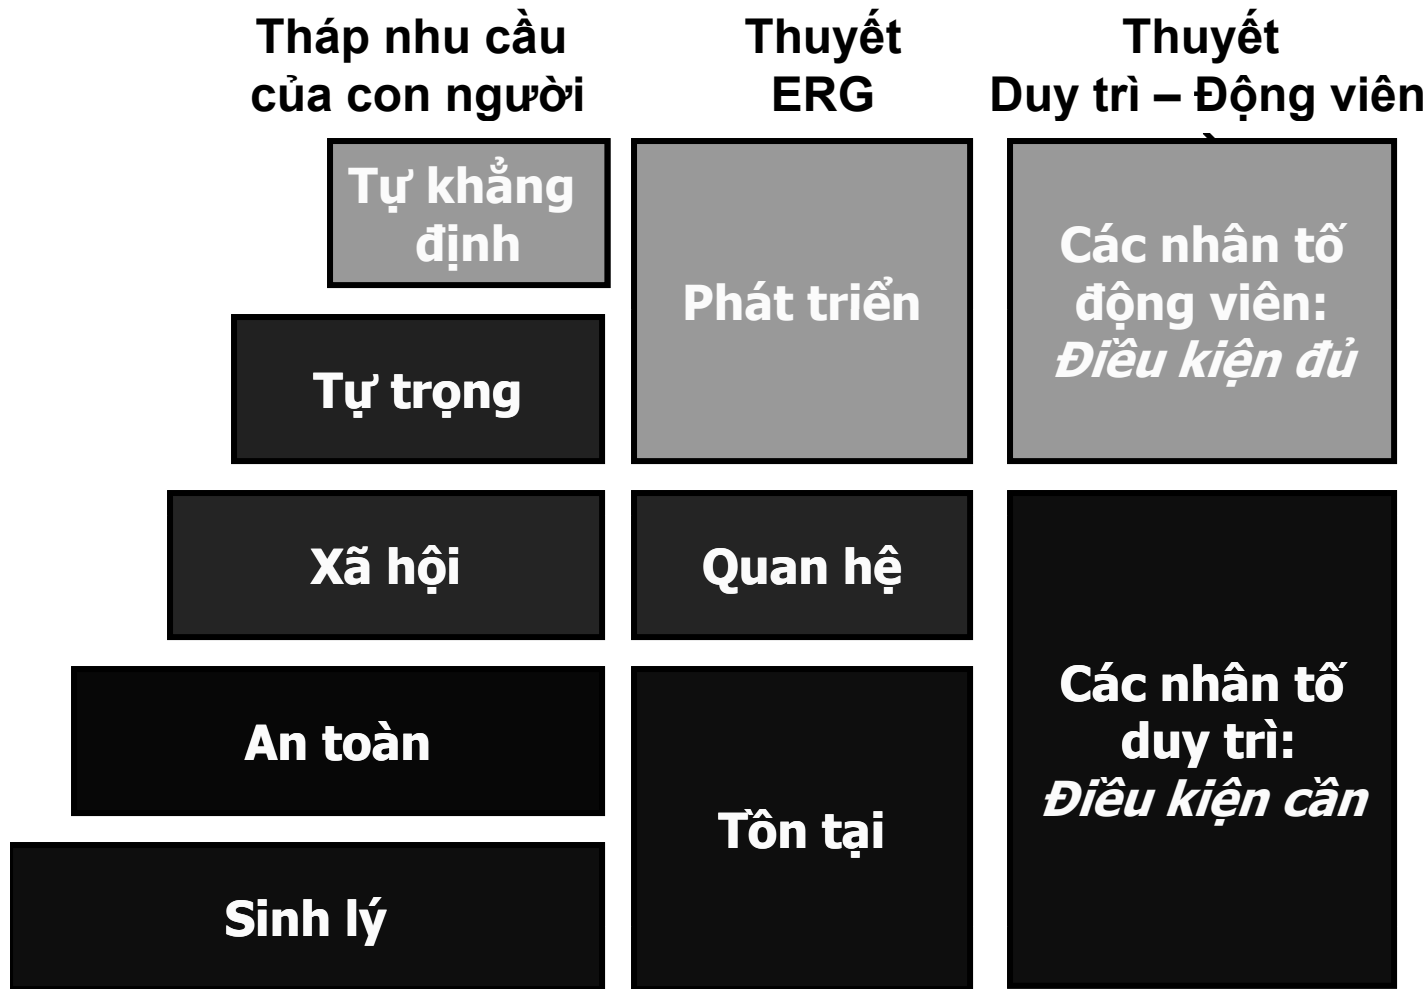 Tháp nhu cầu
của con người
Thuyết
ERG
Thuyết
Duy trì – Động viên
Tự khẳng
định
Tự trọng
Xã hội
An toàn
Sinh lý
Phát triển
Quan hệ
Tồn tại
Các nhân tố
động viên:
Điều kiện đủ
Các nhân tố
duy trì:
Điều kiện cần